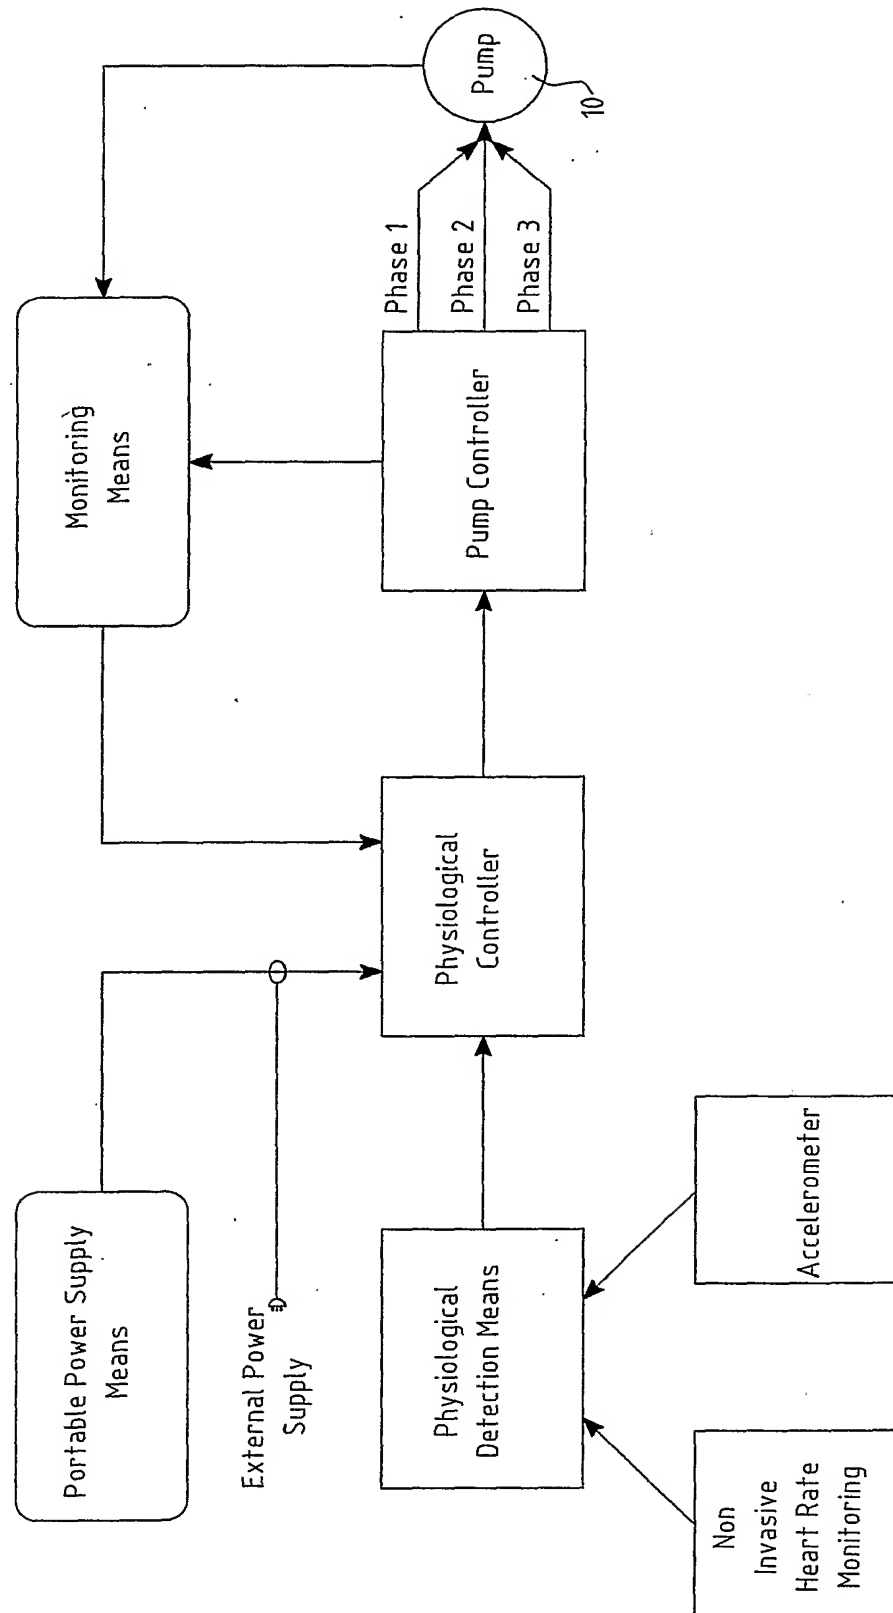 Portable Power Supply
Means
External Power
Supply
Monitoring
Means
Physiological
Detection Means
Physiological
Controller
Pump Controller
Phase 1
Phase 2
Phase 3
Pump
10
Non
Invasive
Heart Rate
Monitoring
Accelerometer